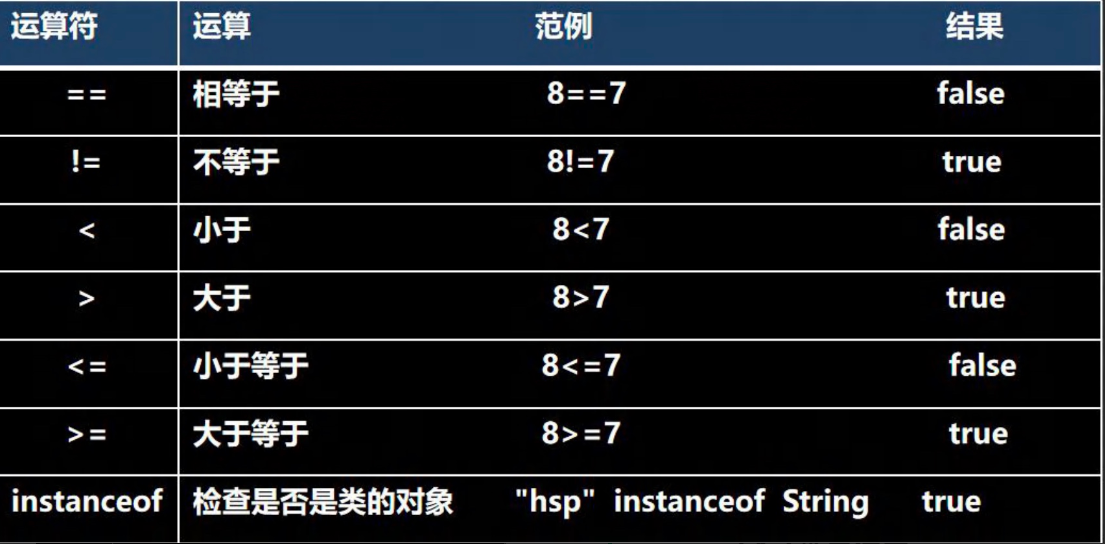 运算符 运算 范例 结果
== 相等于 8==7 false
!= 不等于 8!=7 true
< 小于 8<7 false
> 大于 8>7 true
<= 小于等于 8<=7 false
>= 大于等于 8>=7 true
instanceof 检查是否是类的对象 "hsp" instanceof String true